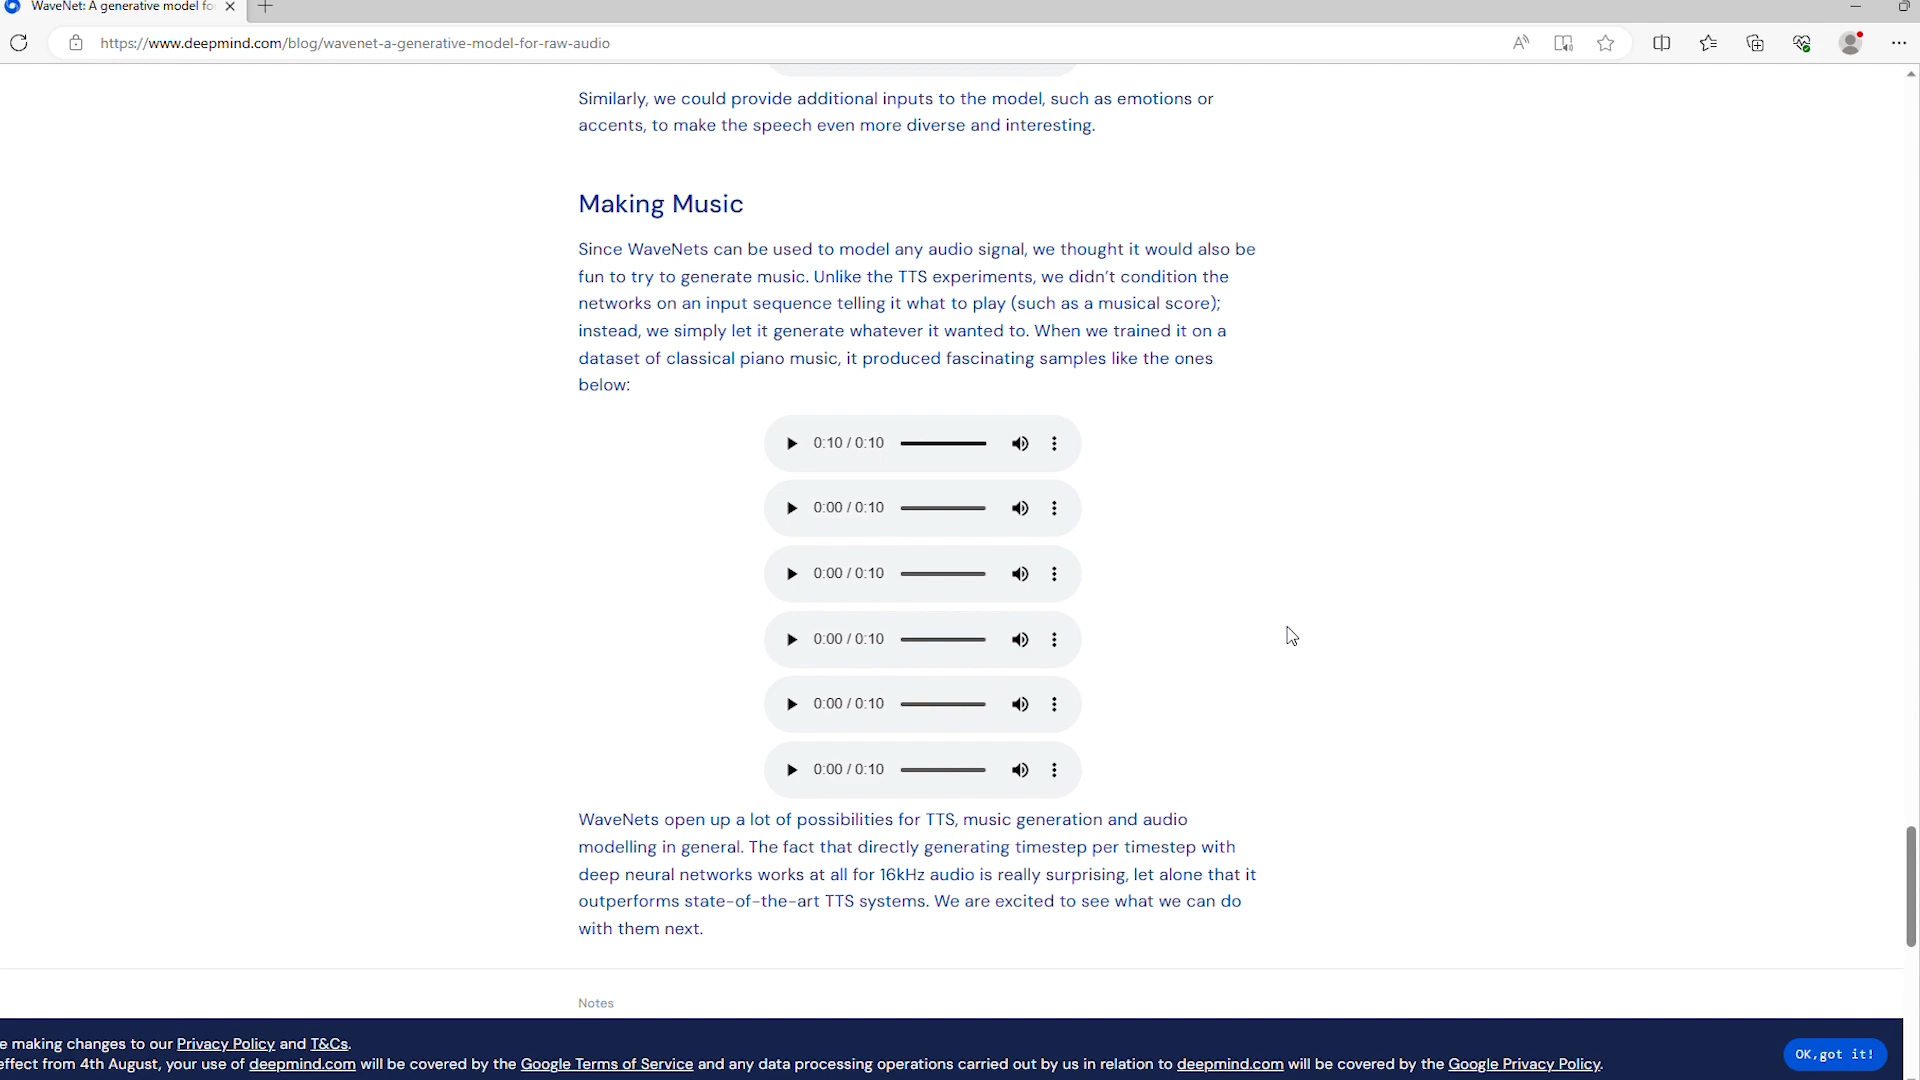 WaveNet: A generative model fo
https://www.deepmind.com/blog/wavenet-a-generative-model-for-raw-audio
Similarly, we could provide additional inputs to the model, such as emotions or
accents, to make the speech even more diverse and interesting.
Making Music
Since WaveNets can be used to model any audio signal, we thought it would also be
fun to try to generate music. Unlike the TTS experiments, we didn’t condition the
networks on an input sequence telling it what to play (such as a musical score);
instead, we simply let it generate whatever it wanted to. When we trained it on a
dataset of classical piano music, it produced fascinating samples like the ones
below:
0:10 / 0:10
0:00 / 0:10
0:00 / 0:10
0:00 / 0:10
0:00 / 0:10
0:00 / 0:10
WaveNets open up a lot of possibilities for TTS, music generation and audio
modelling in general. The fact that directly generating timestep per timestep with
deep neural networks works at all for 16kHz audio is really surprising, let alone that it
outperforms state-of-the-art TTS systems. We are excited to see what we can do
with them next.
Notes
e making changes to our Privacy Policy and T&Cs.
effect from 4th August, your use of deepmind.com will be covered by the Google Terms of Service and any data processing operations carried out by us in relation to deepmind.com will be covered by the Google Privacy Policy.
OK, got it!